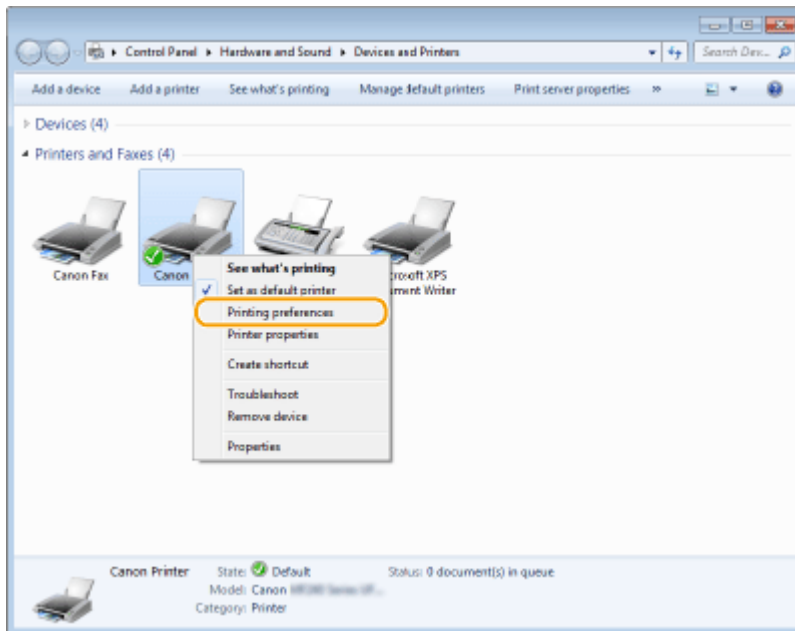 Control Panel ▸ Hardware and Sound ▸ Devices and Printers
Search Dev...
Add a device Add a printer See what's printing Manage default printers Print server properties »
Devices (4)
Printers and Faxes (4)
Canon Fax
Canon
crosoft XPS
ument Writer
See what's printing
Set as default printer
Printing preferences
Printer properties
Create shortcut
Troubleshoot
Remove device
Properties
Canon Printer State: Default Status: 0 document(s) in queue
Model: Canon
Category: Printer